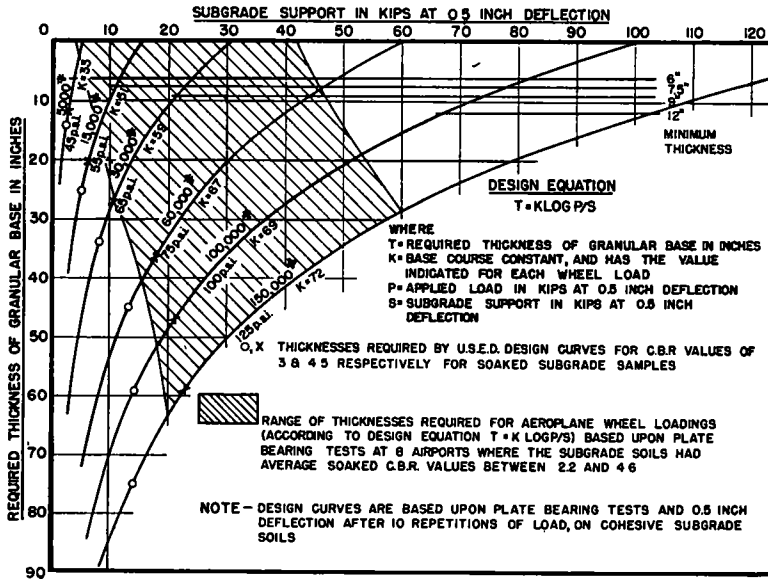 SUBGRADE SUPPORT IN KIPS AT 0.5 INCH DEFLECTION
0 10 20 30 40 50 60 70 80 90 100 110 120
REQUIRED THICKNESS OF GRANULAR BASE IN INCHES
10
20
30
40
50
60
70
80
90
5,000#
45 p.s.i.
K=35
15,000#
55 p.s.i.
K=50
30,000#
65 p.s.i.
K=59
60,000#
75 p.s.i.
K=67
100,000#
100 p.s.i.
K=69
150,000#
125 p.s.i.
K=72
6"
7.5"
9"
12"
MINIMUM
THICKNESS
DESIGN EQUATION
T=KLOG P/S
WHERE
T= REQUIRED THICKNESS OF GRANULAR BASE IN INCHES
K= BASE COURSE CONSTANT, AND HAS THE VALUE
INDICATED FOR EACH WHEEL LOAD
P= APPLIED LOAD IN KIPS AT 0.5 INCH DEFLECTION
S= SUBGRADE SUPPORT IN KIPS AT 0.5 INCH
DEFLECTION
O, X THICKNESSES REQUIRED BY U.S.E.D. DESIGN CURVES FOR C.B.R VALUES OF
3 & 4 5 RESPECTIVELY FOR SOAKED SUBGRADE SAMPLES
RANGE OF THICKNESSES REQUIRED FOR AEROPLANE WHEEL LOADINGS
(ACCORDING TO DESIGN EQUATION T=K LOGP/S) BASED UPON PLATE
BEARING TESTS AT 8 AIRPORTS WHERE THE SUBGRADE SOILS HAD
AVERAGE SOAKED C.B.R. VALUES BETWEEN 2.2 AND 4 6
NOTE – DESIGN CURVES ARE BASED UPON PLATE BEARING TESTS AND 0.5 INCH
DEFLECTION AFTER 10 REPETITIONS OF LOAD, ON COHESIVE SUBGRADE
SOILS